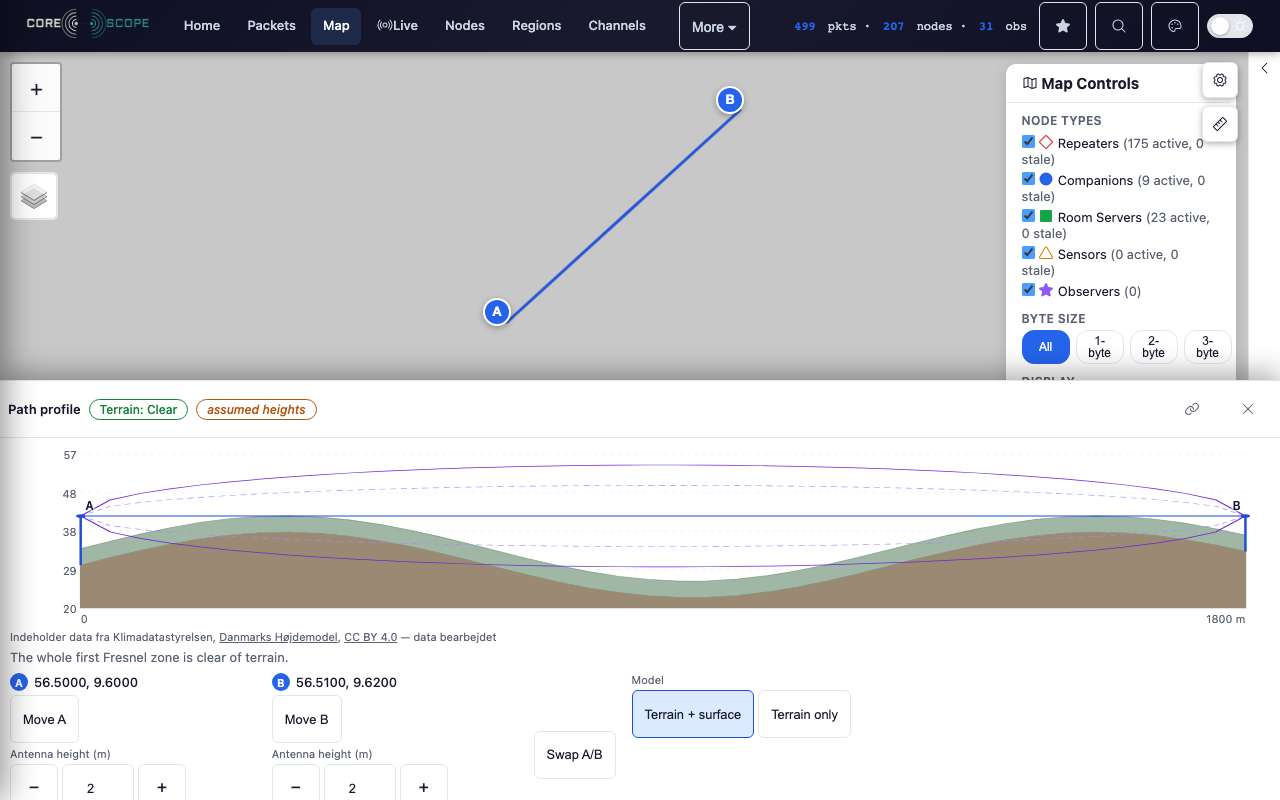 CORE SCOPE
Home Packets Map Live Nodes Regions Channels More 499 pkts · 207 nodes · 31 obs
+
−
B
A
Map Controls
NODE TYPES
Repeaters (175 active, 0
stale)
Companions (9 active, 0
stale)
Room Servers (23 active,
0 stale)
Sensors (0 active, 0
stale)
Observers (0)
BYTE SIZE
All 1-byte 2-byte 3-byte
DISPLAY
Path profile Terrain: Clear assumed heights
57
48
38
29
20
A
B
0 1800 m
Indeholder data fra Klimadatastyrelsen, Danmarks Højdemodel, CC BY 4.0 — data bearbejdet
The whole first Fresnel zone is clear of terrain.
A 56.5000, 9.6000
Move A
Antenna height (m)
− 2 +
B 56.5100, 9.6200
Move B
Antenna height (m)
− 2 +
Swap A/B
Model
Terrain + surface Terrain only